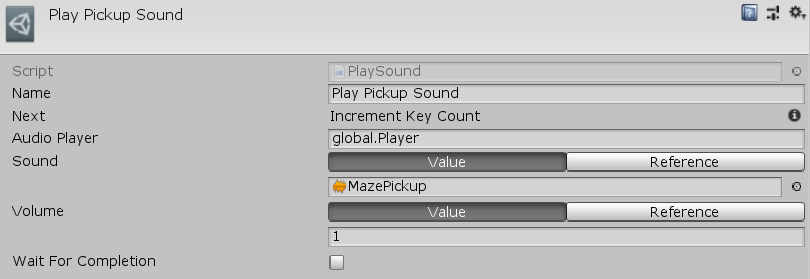 Play Pickup Sound
Script PlaySound
Name Play Pickup Sound
Next Increment Key Count
Audio Player global.Player
Sound Value Reference
MazePickup
Volume Value Reference
1
Wait For Completion